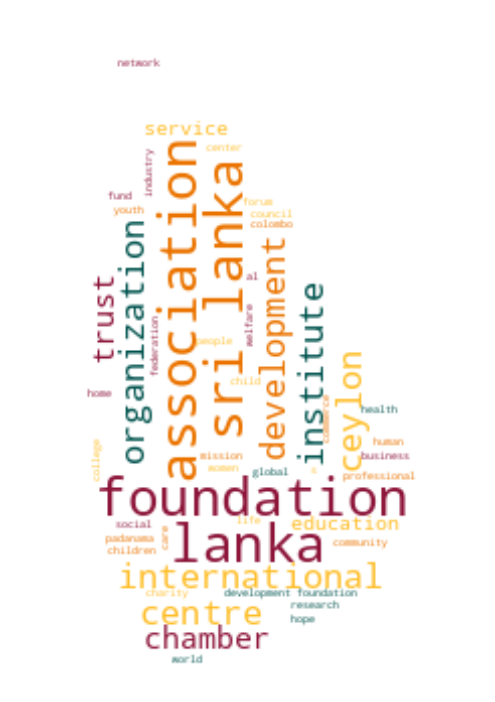 network
service
center
industry
association
sri lanka
fund
youth
forum
council
colombo
organization
development
trust
al
institute
welfare
federation
people
ceylon
child
home
commerce
health
college
human
mission
business
women
global
professional
foundation
social
life
education
lanka
care
padanama
community
children
international
charity
development foundation
centre
research
hope
chamber
world